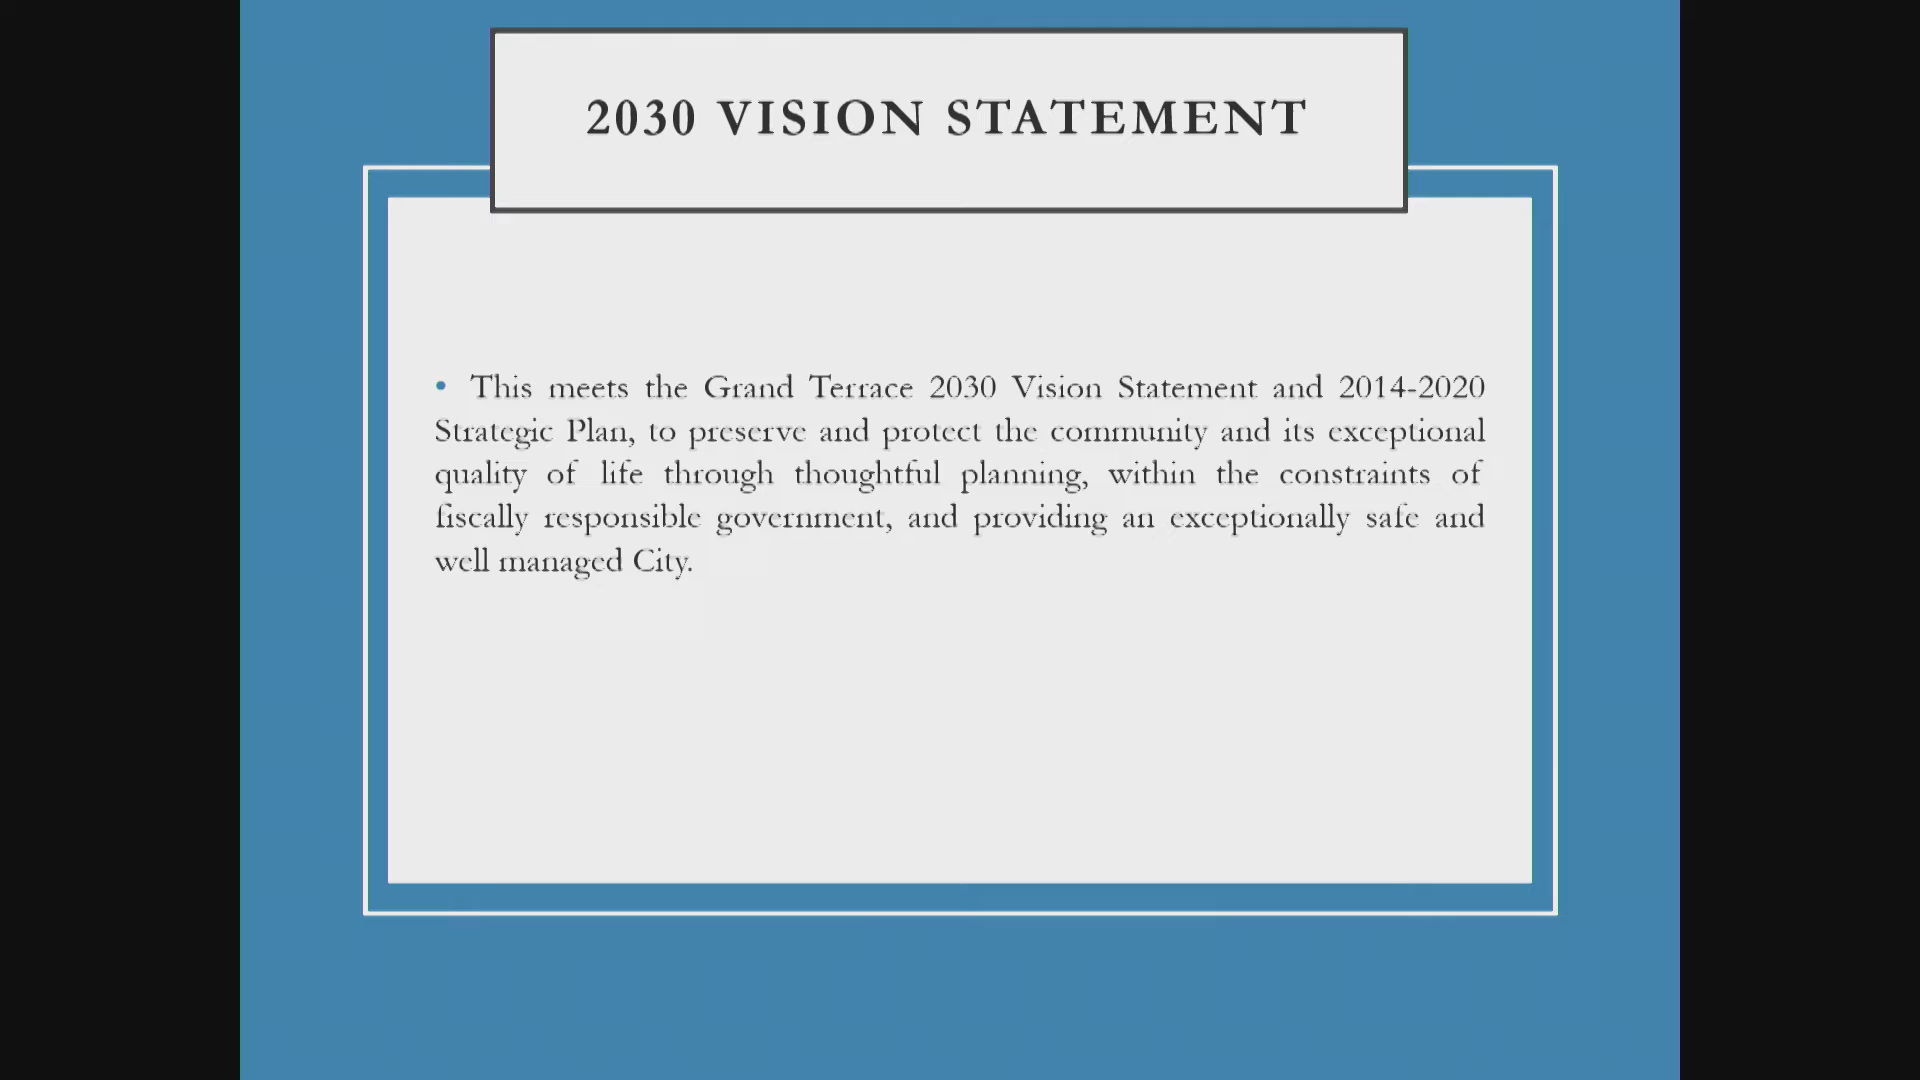 2030 VISION STATEMENT
• This meets the Grand Terrace 2030 Vision Statement and 2014-2020
Strategic Plan, to preserve and protect the community and its exceptional
quality of life through thoughtful planning, within the constraints of
fiscally responsible government, and providing an exceptionally safe and
well managed City.